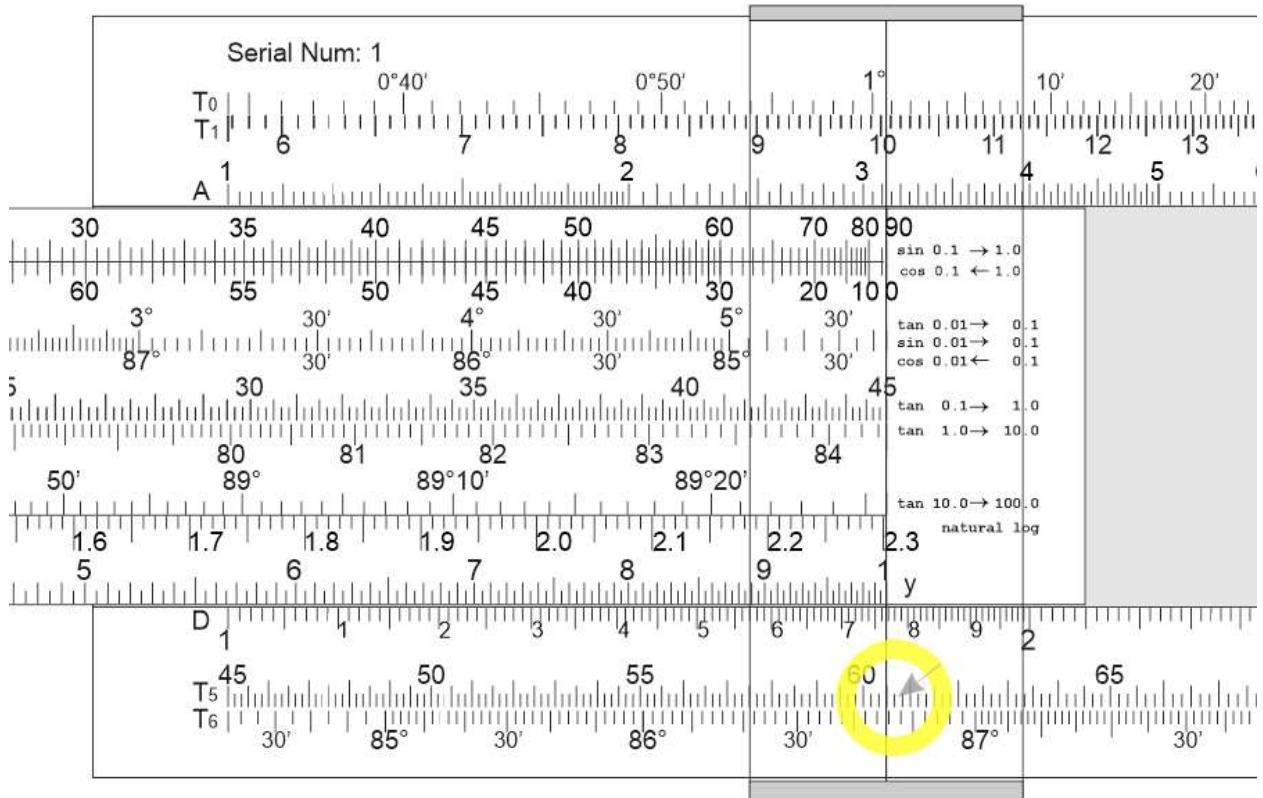 Serial Num: 1
0°40' 0°50' 1° 10' 20'
T0
T1
6 7 8 9 10 11 12 13
1 2 3 4 5
A
30 35 40 45 50 60 70 80 90
sin 0.1 → 1.0
cos 0.1 ← 1.0
60 55 50 45 40 30 20 10 0
3° 30' 4° 30' 5° 30'
tan 0.01→ 0.1
sin 0.01→ 0.1
87° 30' 86° 30' 85° 30'
cos 0.01← 0.1
30 35 40 45
tan 0.1→ 1.0
tan 1.0→ 10.0
80 81 82 83 84
50' 89° 89°10' 89°20'
tan 10.0→100.0
natural log
1.6 1.7 1.8 1.9 2.0 2.1 2.2 2.3
5 6 7 8 9 1
y
D
1 1 2 3 4 5 6 7 8 9 2
45 50 55 60 65
T5
T6
30' 85° 30' 86° 30' 87° 30'